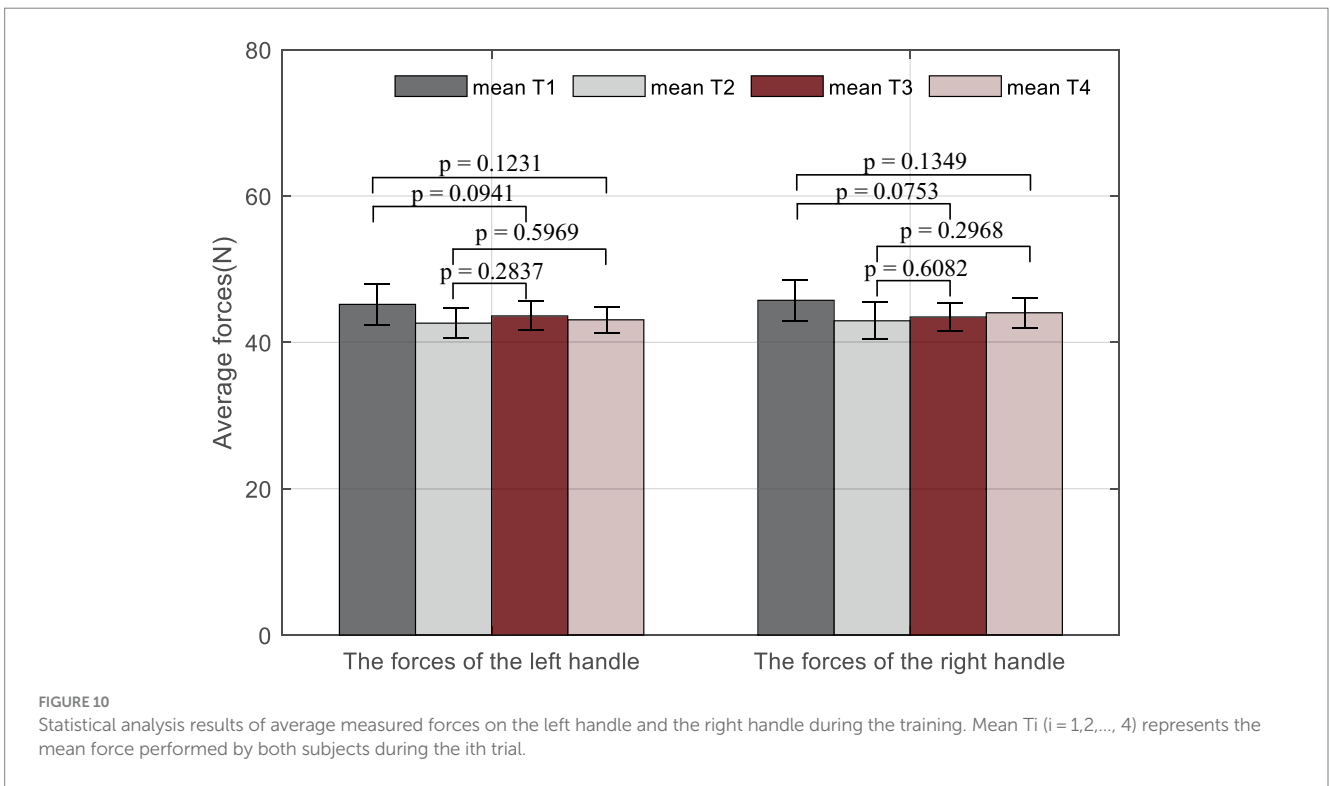 80
mean T1 mean T2 mean T3 mean T4
p = 0.1231
p = 0.1349
p = 0.0941
p = 0.0753
60
p = 0.5969
p = 0.2968
p = 0.2837
p = 0.6082
Average forces(N)
40
20
0
The forces of the left handle
The forces of the right handle
FIGURE 10
Statistical analysis results of average measured forces on the left handle and the right handle during the training. Mean Ti (i = 1,2,..., 4) represents the
mean force performed by both subjects during the ith trial.